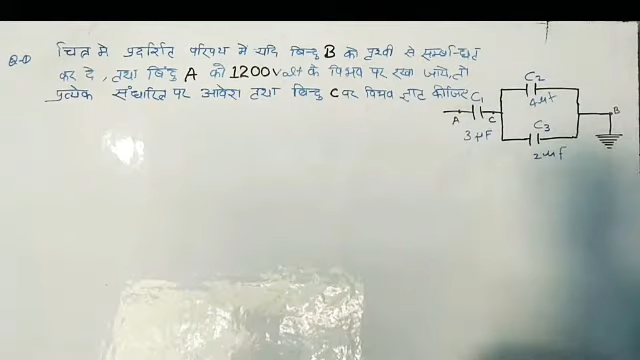 Q-① चित्र मे प्रदर्शित परिपथ में यदि बिन्दु B को पृथ्वी से सम्बन्धित
कर दे, तथा बिंदु A को 1200 Volt के विभव पर रखा जाये, तो
प्रत्येक संधारित्र पर आवेश तथा बिन्दु C पर विभव ज्ञात कीजिए
C2
4μf
C1
A
C
3μF
B
C3
2μf